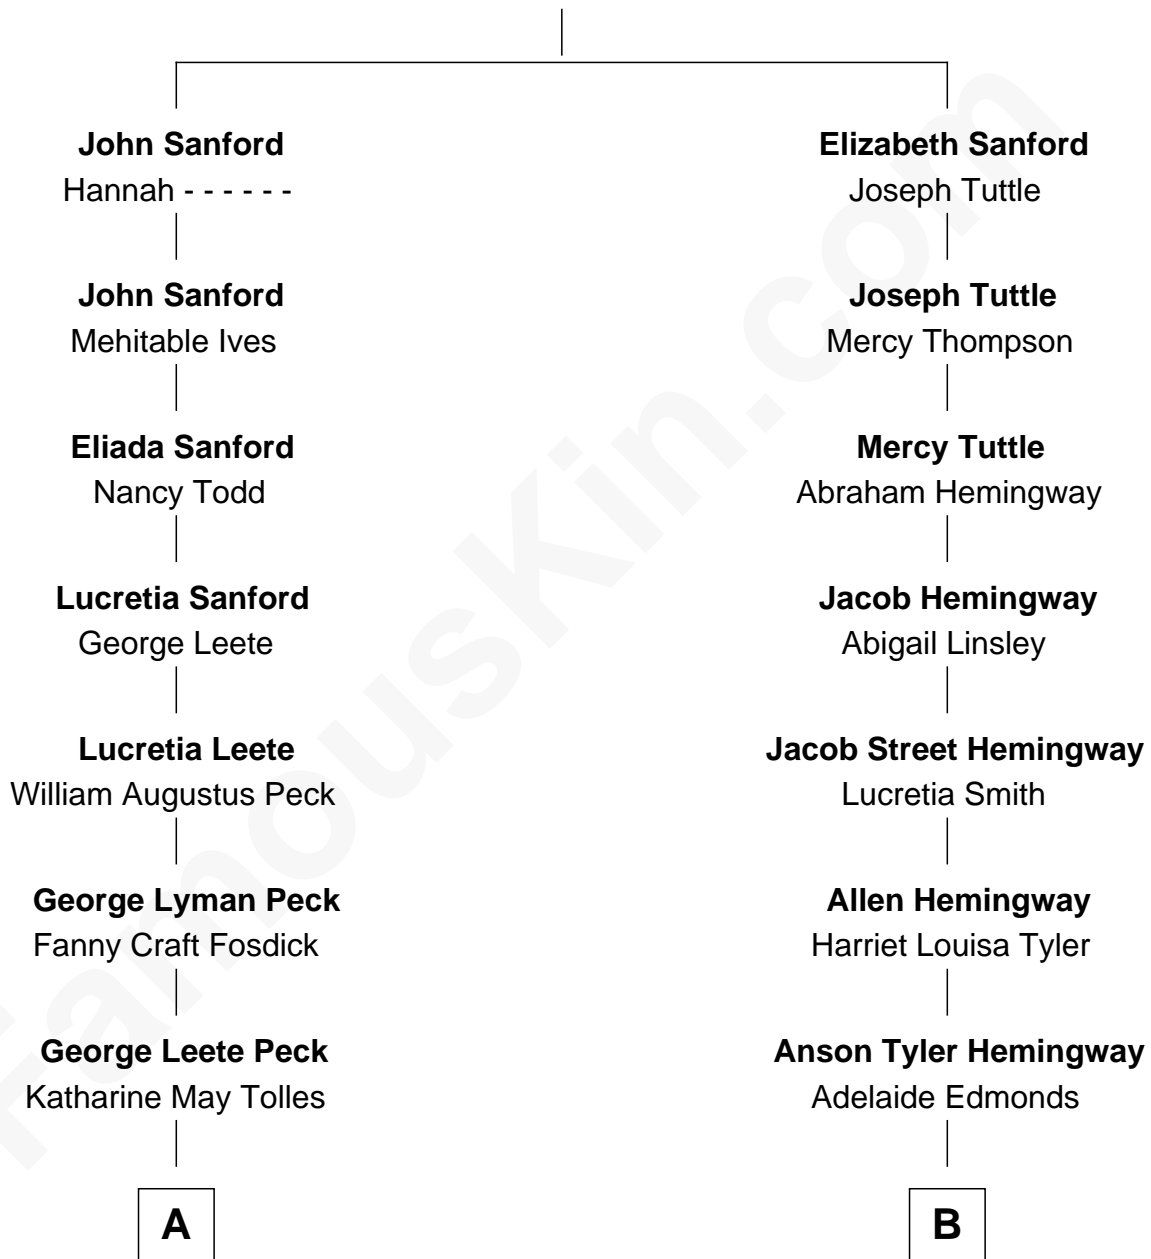 John Sanford
Hannah - - - - - -
John Sanford
Mehitable Ives
Eliada Sanford
Nancy Todd
Lucretia Sanford
George Leete
Lucretia Leete
William Augustus Peck
George Lyman Peck
Fanny Craft Fosdick
George Leete Peck
Katharine May Tolles
A
Elizabeth Sanford
Joseph Tuttle
Joseph Tuttle
Mercy Thompson
Mercy Tuttle
Abraham Hemingway
Jacob Hemingway
Abigail Linsley
Jacob Street Hemingway
Lucretia Smith
Allen Hemingway
Harriet Louisa Tyler
Anson Tyler Hemingway
Adelaide Edmonds
B
FamousKin.com